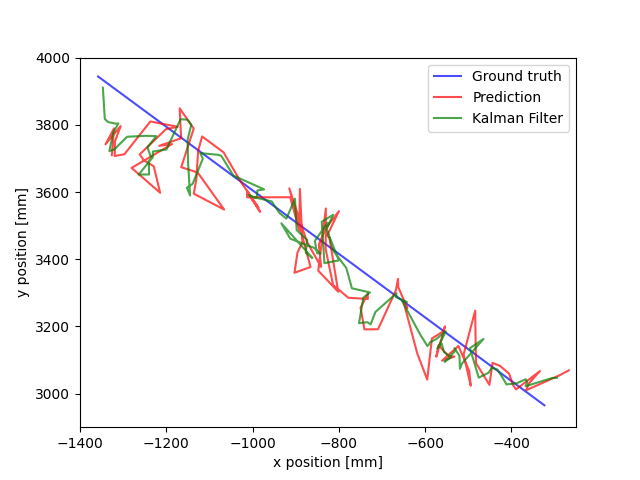 4000
3800
3600
3400
3200
3000
y position [mm]
−1400
−1200
−1000
−800
−600
−400
x position [mm]
Ground truth
Prediction
Kalman Filter